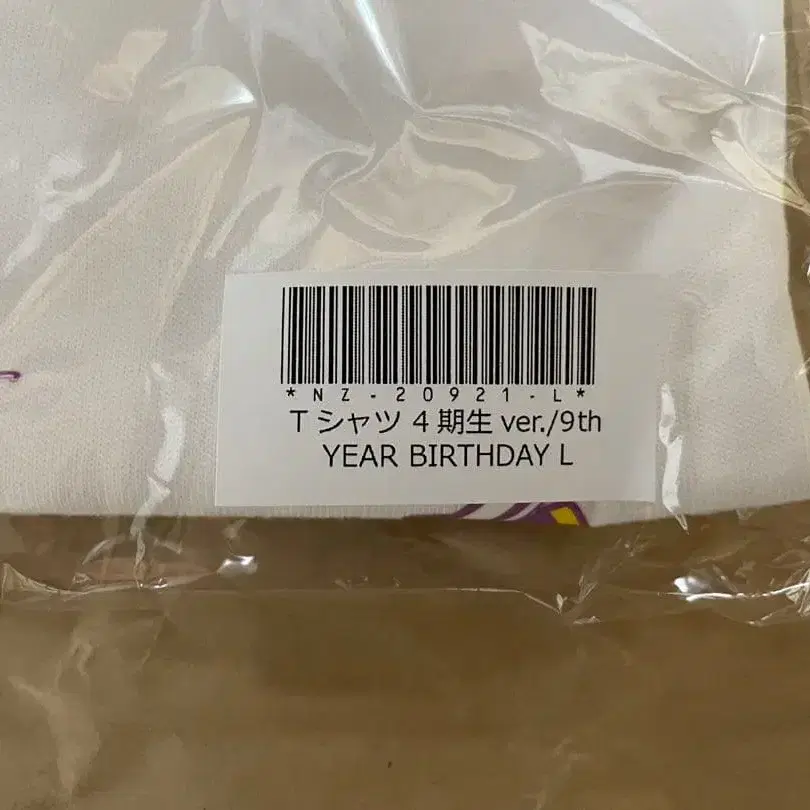 *NZ-20921-L*
Tシャツ 4期生 ver./9th
YEAR BIRTHDAY L